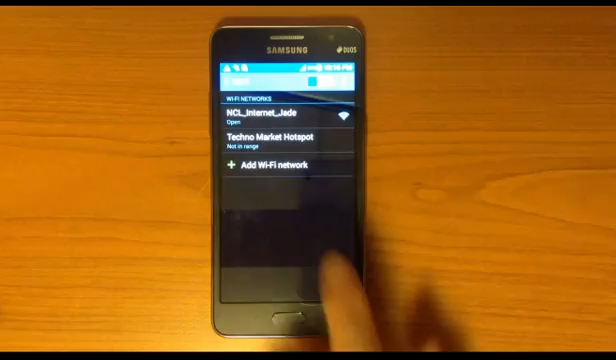 SAMSUNG
DUOS
WI-FI NETWORKS
NCL_Internet_Jade
Open
Techno Market Hotspot
Not in range
+ Add Wi-Fi network